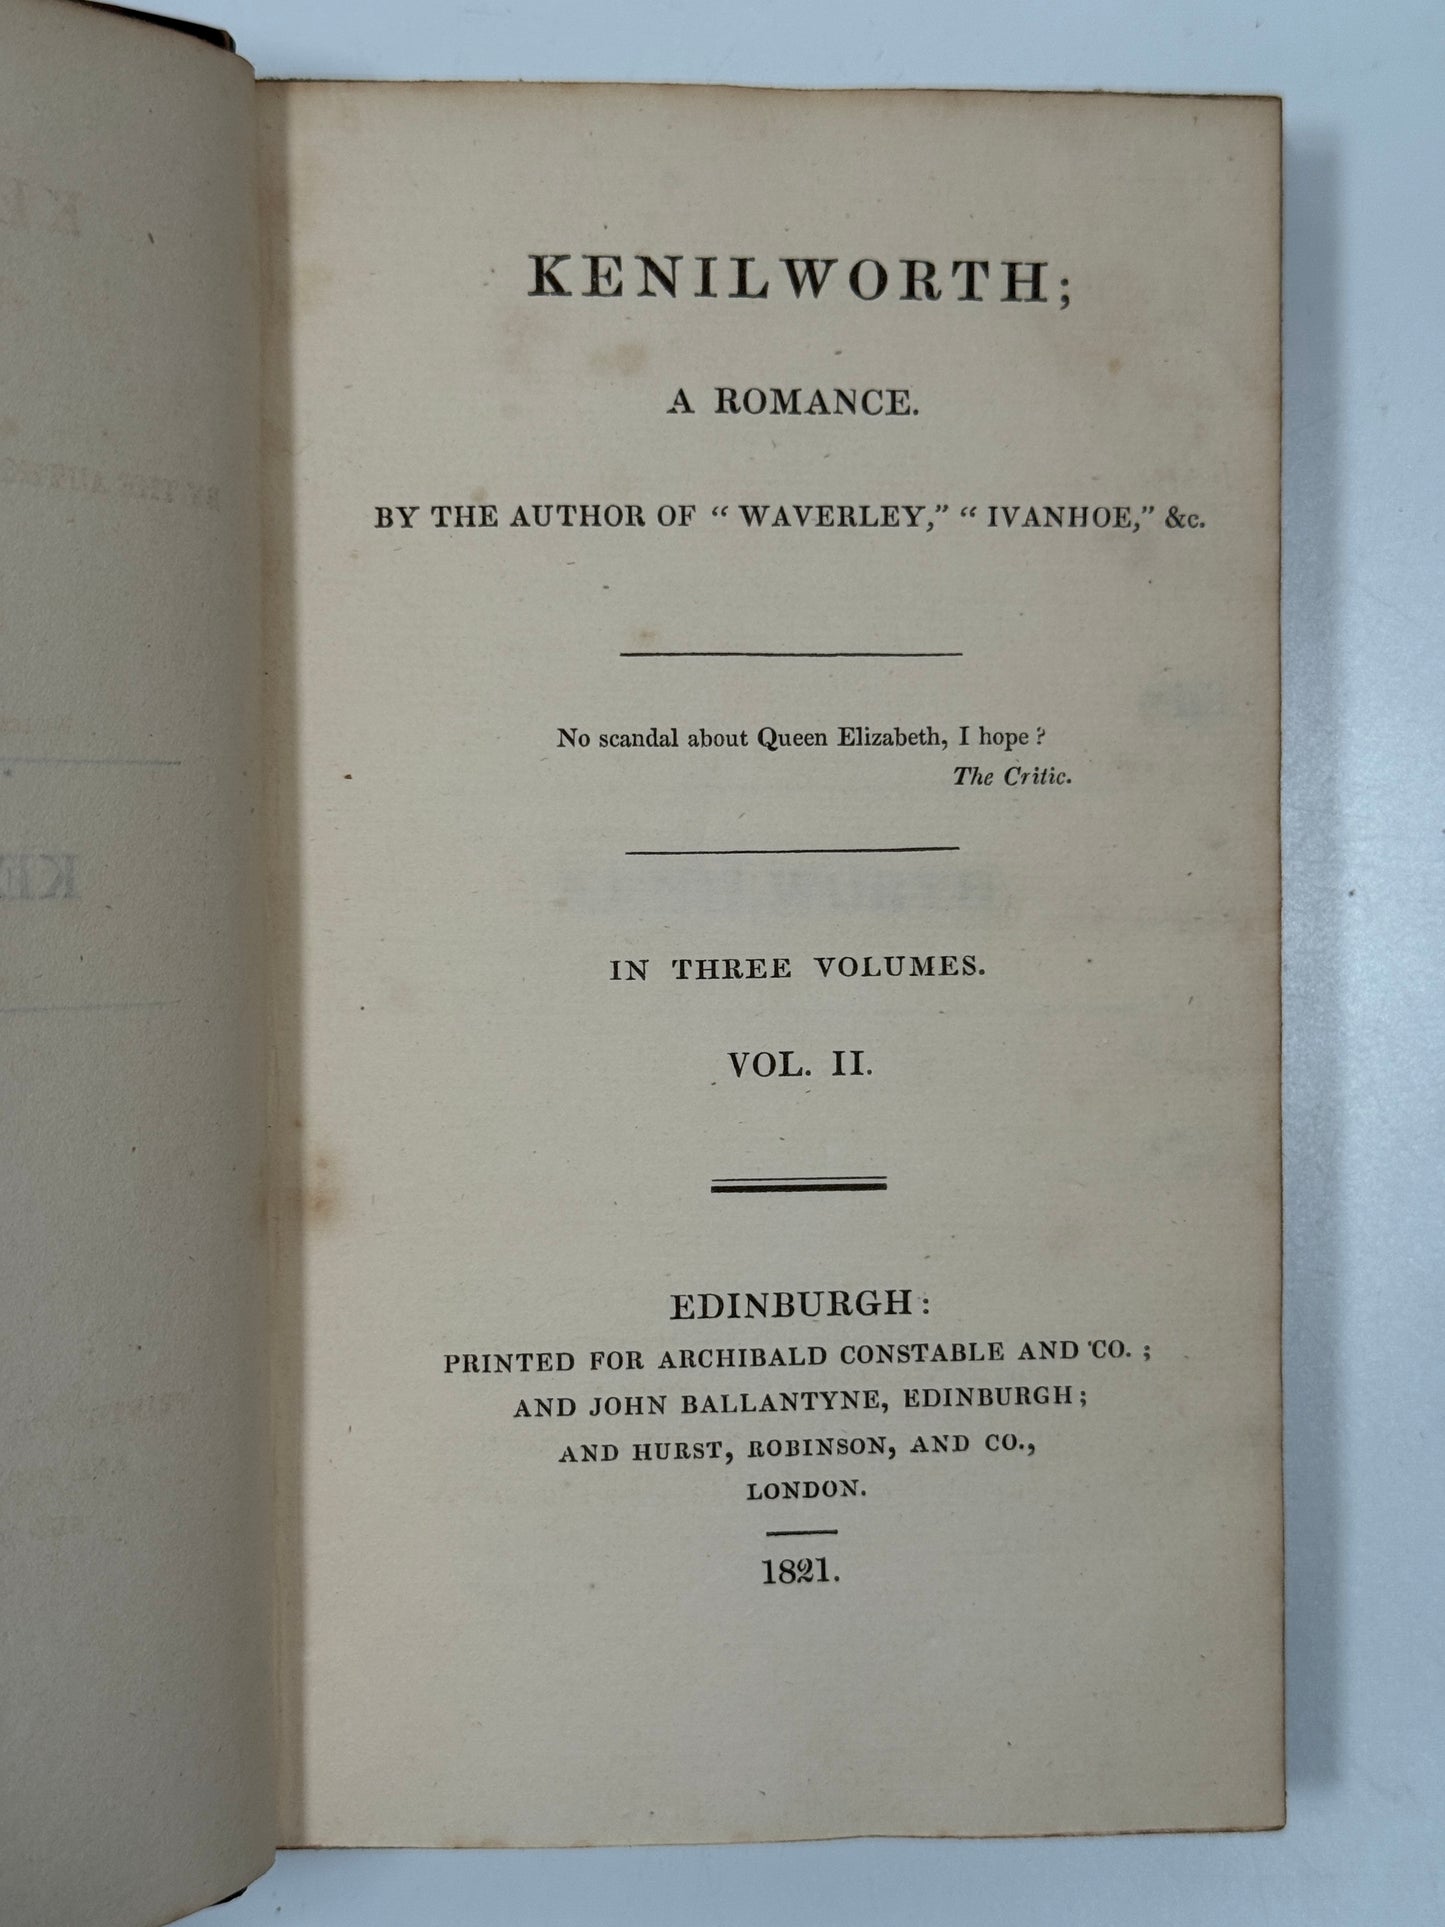 KENILWORTH;
A ROMANCE.
BY THE AUTHOR OF “ WAVERLEY,” “ IVANHOE,” &c.
No scandal about Queen Elizabeth, I hope ?
The Critic.
IN THREE VOLUMES.
VOL. II.
EDINBURGH:
PRINTED FOR ARCHIBALD CONSTABLE AND CO. ;
AND JOHN BALLANTYNE, EDINBURGH;
AND HURST, ROBINSON, AND CO.,
LONDON.
1821.